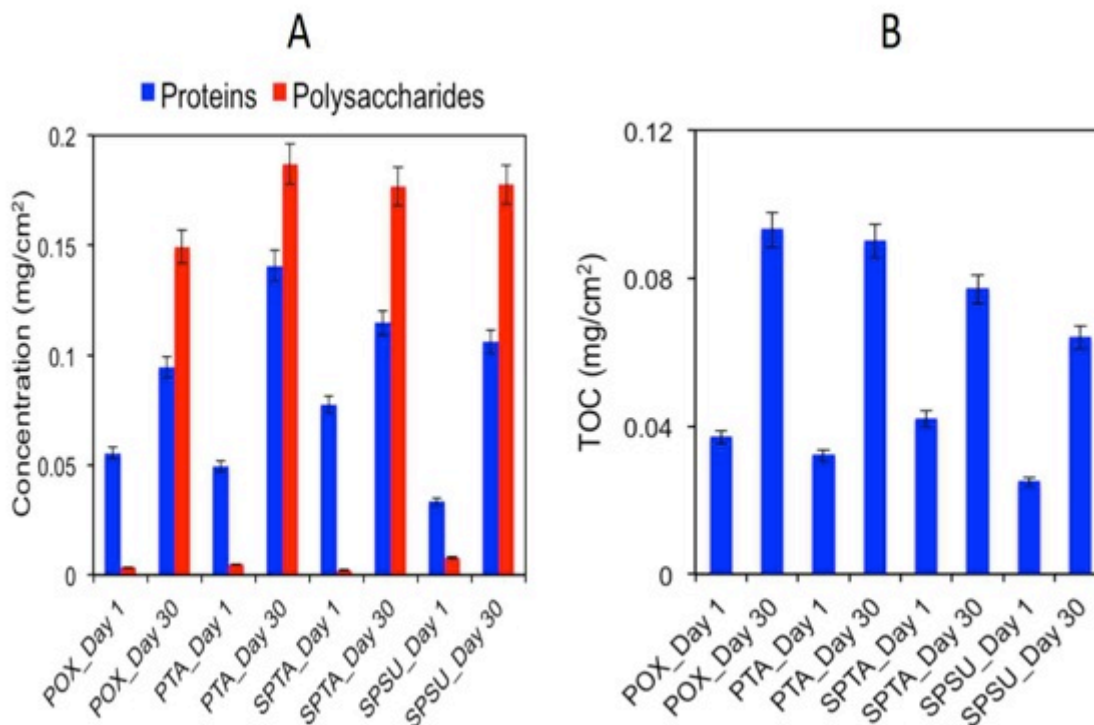 A
Proteins Polysaccharides
Concentration (mg/cm²)
0.2
0.15
0.1
0.05
0
POX_Day 1
POX_Day 30
PTA_Day 1
PTA_Day 30
SPTA_Day 1
SPTA_Day 30
SPSU_Day 1
SPSU_Day 30
B
TOC (mg/cm²)
0.12
0.08
0.04
0
POX_Day 1
POX_Day 30
PTA_Day 1
PTA_Day 30
SPTA_Day 1
SPTA_Day 30
SPSU_Day 1
SPSU_Day 30